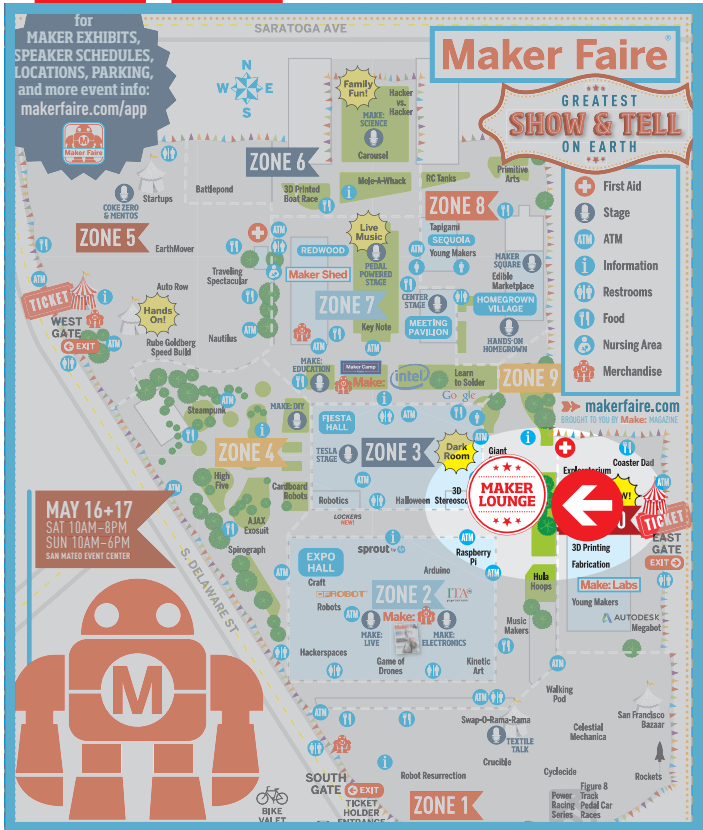 for
MAKER EXHIBITS,
SPEAKER SCHEDULES,
LOCATIONS, PARKING,
and more event info:
makerfaire.com/app
Maker Faire
SARATOGA AVE
N
W E
S
Maker Faire®
GREATEST
SHOW & TELL
ON EARTH
First Aid
Stage
ATM
ATM
Information
i
Restrooms
Food
Nursing Area
Merchandise
makerfaire.com
BROUGHT TO YOU BY Make: MAGAZINE
Family
Fun!
Hacker
vs.
Hacker
MAKE:
SCIENCE
Carousel
ZONE 6
Battlepond
3D Printed
Boat Race
Mole-A-Whack
RC Tanks
Primitive
Arts
Startups
COKE ZERO
& MENTOS
ZONE 5
EarthMover
ZONE 8
Tapigami
SEQUOIA
Young Makers
MAKER
SQUARE
Edible
Marketplace
Live
Music
REDWOOD
PEDAL
POWERED
STAGE
Maker Shed
Traveling
Spectacular
ZONE 7
CENTER
STAGE
HOMEGROWN
VILLAGE
MEETING
PAVILION
HANDS-ON
HOMEGROWN
Key Note
Nautilus
Auto Row
Hands
On!
Rube Goldberg
Speed Build
TICKET
WEST
GATE
EXIT
MAKE:
EDUCATION
Maker Camp
Make:
intel
Google
Learn
to Solder
ZONE 9
Steampunk
MAKE: DIY
FIESTA
HALL
TESLA
STAGE
ZONE 3
Dark
Room
Giant
ZONE 4
High
Five
Cardboard
Robots
Robotics
Halloween
3D
LOCKERS
NEW!
AJAX
Exosuit
Spirograph
MAKER
LOUNGE
Coaster Dad
TICKET
EAST
GATE
EXIT
3D Printing
Fabrication
Make: Labs
Young Makers
AUTODESK
Megabot
Raspberry
Pi
Hula
Hoops
Music
Makers
EXPO
HALL
sprout by hp
Craft
Arduino
ZONE 2
Robots
Make:
MAKE:
LIVE
MAKE:
ELECTRONICS
Hackerspaces
Game of
Drones
Kinetic
Art
MAY 16+17
SAT 10AM–8PM
SUN 10AM–6PM
SAN MATEO EVENT CENTER
S. DELAWARE ST
M
Walking
Pod
Swap-O-Rama-Rama
TEXTILE
TALK
Crucible
Celestial
Mechanica
San Francisco
Bazaar
Robot Resurrection
Cyclecide
Rockets
SOUTH
GATE
EXIT
TICKET
HOLDER
BIKE
ZONE 1
Figure 8
Power Track
Racing Pedal Car
Series Races